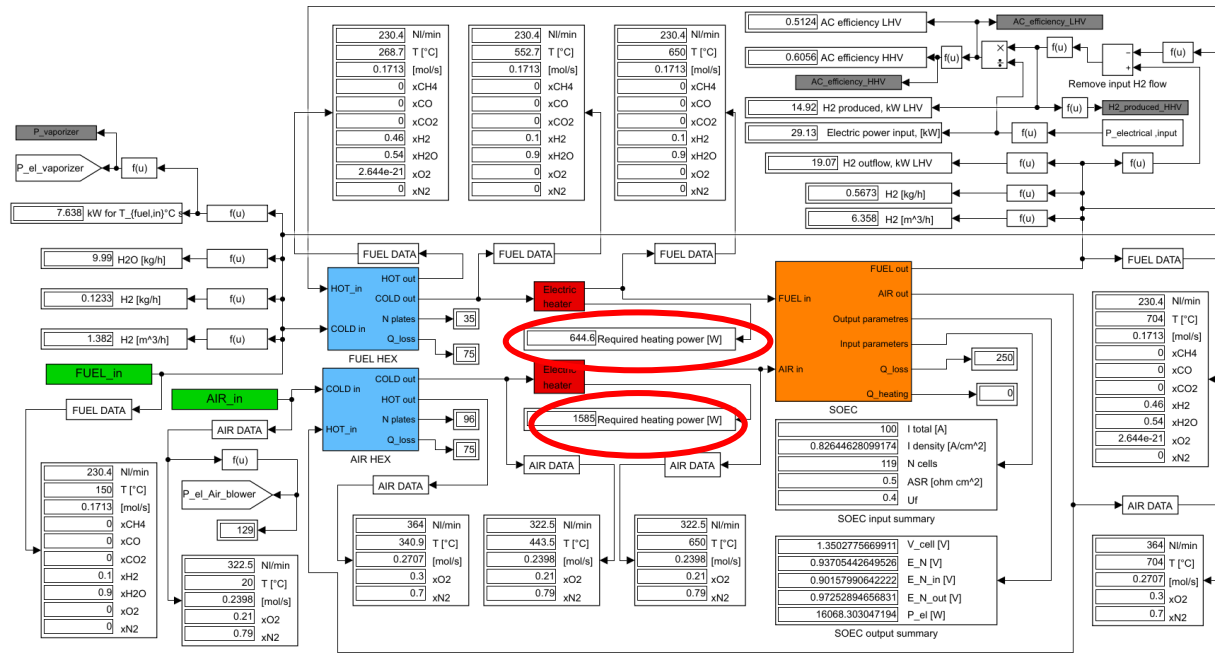 230.4 Nl/min
268.7 T [°C]
0.1713 [mol/s]
0 xCH4
0 xCO
0 xCO2
0.46 xH2
0.54 xH2O
2.644e-21 xO2
0 xN2
230.4 Nl/min
552.7 T [°C]
0.1713 [mol/s]
0 xCH4
0 xCO
0 xCO2
0.1 xH2
0.9 xH2O
0 xO2
0 xN2
230.4 Nl/min
650 T [°C]
0.1713 [mol/s]
0 xCH4
0 xCO
0 xCO2
0.1 xH2
0.9 xH2O
0 xO2
0 xN2
0.5124 AC efficiency LHV
AC_efficiency_LHV
0.6056 AC efficiency HHV
f(u)
×
÷
f(u)
f(u)
−
+
f(u)
Remove input H2 flow
AC_efficiency_HHV
14.92 H2 produced, kW LHV
f(u)
H2_produced_HHV
29.13 Electric power input, [kW]
f(u)
P_electrical ,input
19.07 H2 outflow, kW LHV
f(u)
f(u)
0.5673 H2 [kg/h]
f(u)
6.358 H2 [m^3/h]
f(u)
P_vaporizer
P_el_vaporizer
f(u)
7.638 kW for T_{fuel,in}°C s
f(u)
9.99 H2O [kg/h]
f(u)
0.1233 H2 [kg/h]
f(u)
1.382 H2 [m^3/h]
f(u)
FUEL DATA
FUEL DATA
FUEL DATA
FUEL DATA
HOT_in
COLD in
HOT out
COLD out
N plates
Q_loss
FUEL HEX
35
75
Electric
heater
644.6 Required heating power [W]
FUEL in
AIR in
FUEL out
AIR out
Output parametres
Input parameters
Q_loss
Q_heating
SOEC
250
0
FUEL_in
AIR_in
FUEL DATA
AIR DATA
f(u)
P_el_Air_blower
129
COLD in
HOT_in
COLD out
HOT out
N plates
Q_loss
AIR HEX
96
75
Electric
heater
1585 Required heating power [W]
AIR DATA
AIR DATA
AIR DATA
AIR DATA
230.4 Nl/min
150 T [°C]
0.1713 [mol/s]
0 xCH4
0 xCO
0 xCO2
0.1 xH2
0.9 xH2O
0 xO2
0 xN2
322.5 Nl/min
20 T [°C]
0.2398 [mol/s]
0.21 xO2
0.79 xN2
364 Nl/min
340.9 T [°C]
0.2707 [mol/s]
0.3 xO2
0.7 xN2
322.5 Nl/min
443.5 T [°C]
0.2398 [mol/s]
0.21 xO2
0.79 xN2
322.5 Nl/min
650 T [°C]
0.2398 [mol/s]
0.21 xO2
0.79 xN2
100 I total [A]
0.82644628099174 I density [A/cm^2]
119 N cells
0.5 ASR [ohm cm^2]
0.4 Uf
SOEC input summary
1.3502775669911 V_cell [V]
0.93705442649526 E_N [V]
0.90157990642222 E_N_in [V]
0.97252894656831 E_N_out [V]
16068.303047194 P_el [W]
SOEC output summary
230.4 Nl/min
704 T [°C]
0.1713 [mol/s]
0 xCH4
0 xCO
0 xCO2
0.46 xH2
0.54 xH2O
2.644e-21 xO2
0 xN2
364 Nl/min
704 T [°C]
0.2707 [mol/s]
0.3 xO2
0.7 xN2